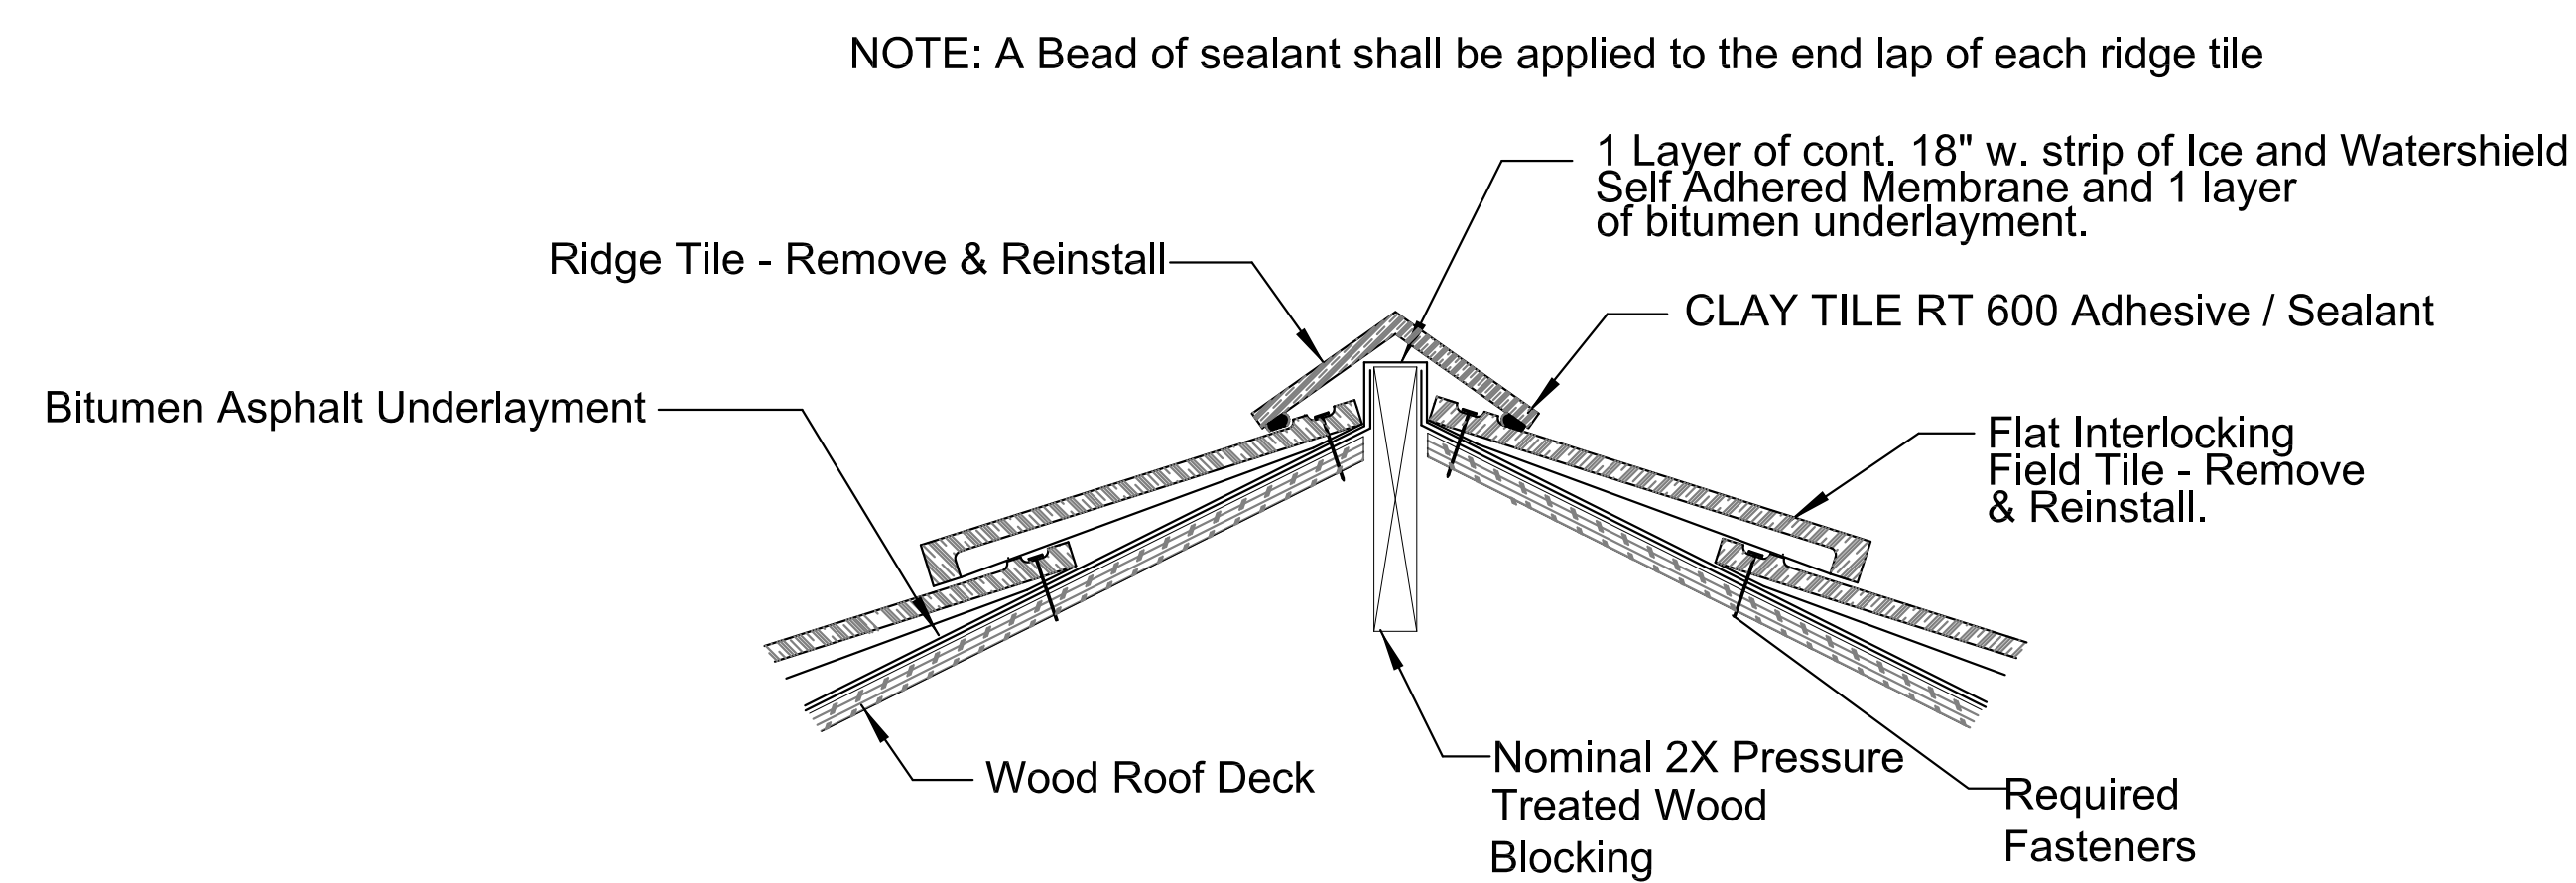 NOTE: A Bead of sealant shall be applied to the end lap of each ridge tile
1 Layer of cont. 18" w. strip of Ice and Watershield
Self Adhered Membrane and 1 layer
of bitumen underlayment.
Ridge Tile - Remove & Reinstall
CLAY TILE RT 600 Adhesive / Sealant
Bitumen Asphalt Underlayment
Flat Interlocking
Field Tile - Remove
& Reinstall.
Wood Roof Deck
Nominal 2X Pressure
Treated Wood
Blocking
Required
Fasteners